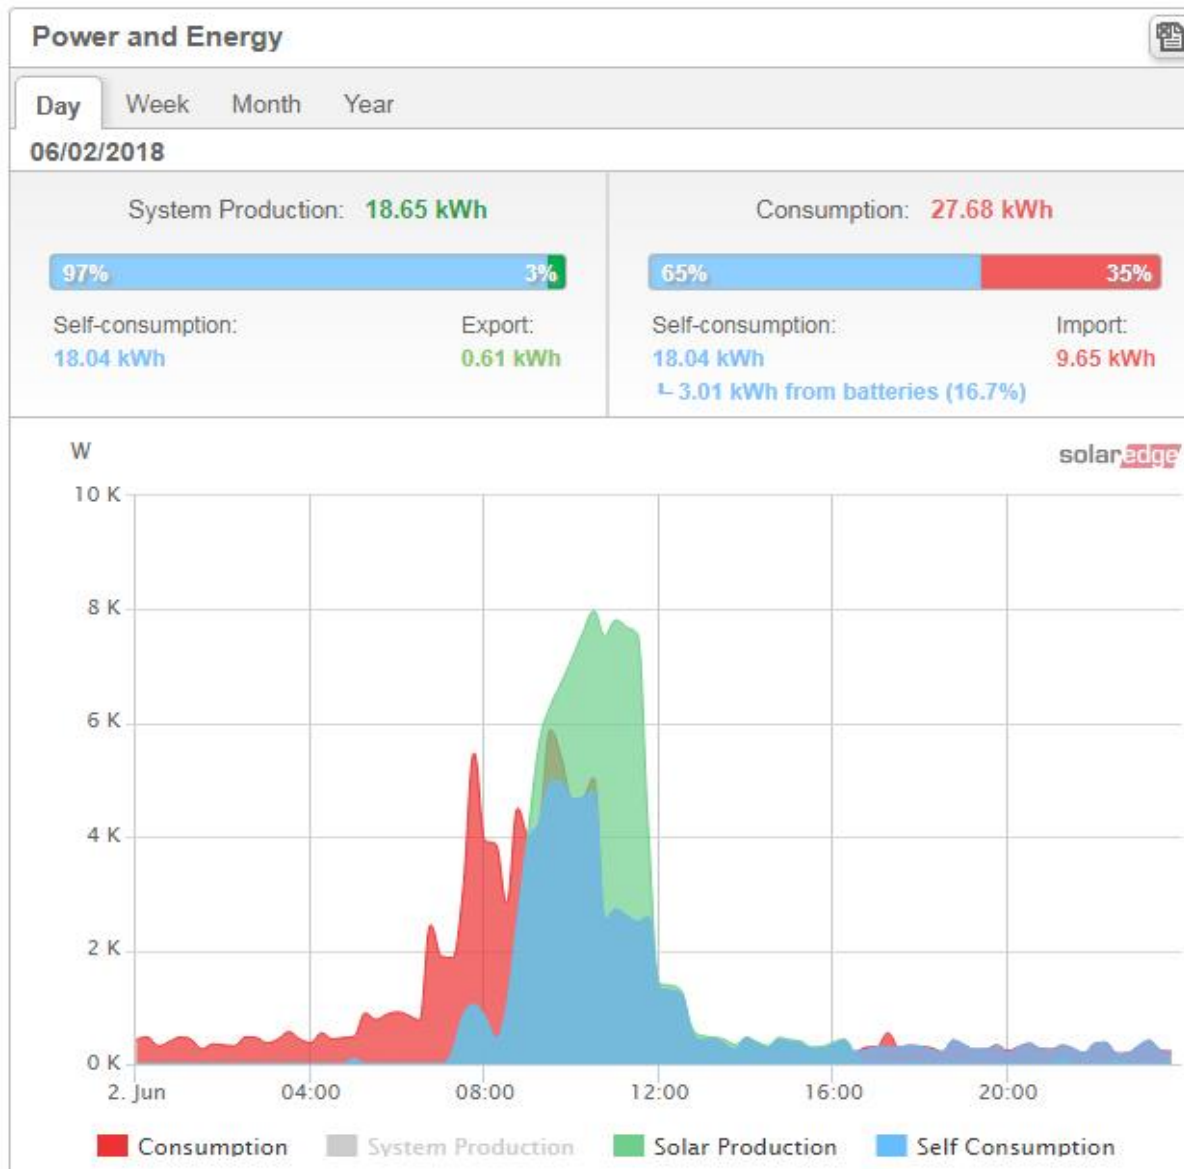 Power and Energy
Day Week Month Year
06/02/2018
System Production: 18.65 kWh
97% 3%
Self-consumption: Export:
18.04 kWh 0.61 kWh
Consumption: 27.68 kWh
65% 35%
Self-consumption: Import:
18.04 kWh 9.65 kWh
3.01 kWh from batteries (16.7%)
W
solaredge
10 K
8 K
6 K
4 K
2 K
0 K
2. Jun 04:00 08:00 12:00 16:00 20:00
Consumption System Production Solar Production Self Consumption